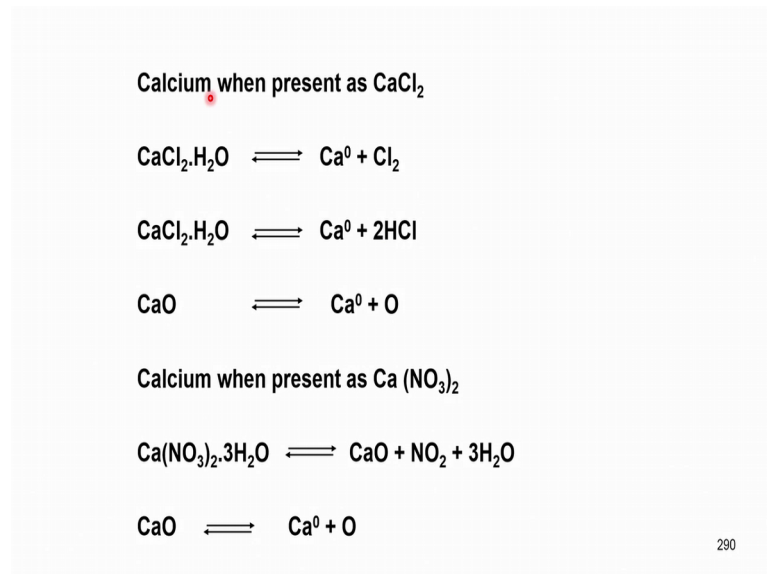 Calcium when present as CaCl₂
CaCl₂.H₂O ⇌ Ca⁰ + Cl₂
CaCl₂.H₂O ⇌ Ca⁰ + 2HCl
CaO ⇌ Ca⁰ + O
Calcium when present as Ca (NO₃)₂
Ca(NO₃)₂.3H₂O ⇌ CaO + NO₂ + 3H₂O
CaO ⇌ Ca⁰ + O
290